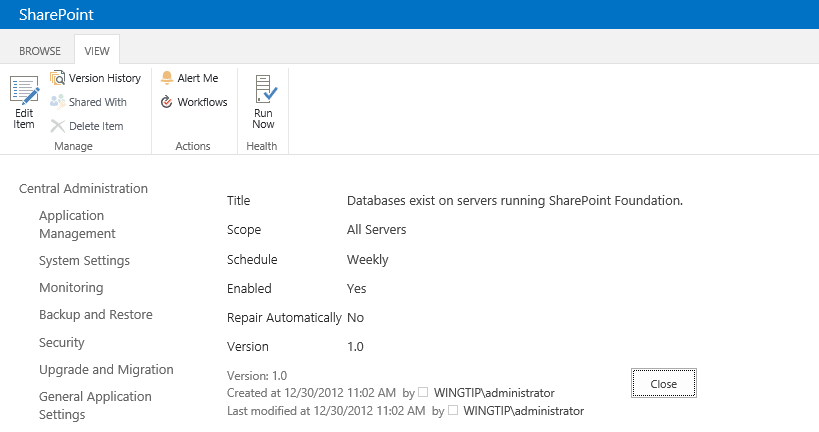 SharePoint
BROWSE VIEW
Edit Item
Version History
Shared With
Delete Item
Manage
Alert Me
Workflows
Actions
Run Now
Health
Central Administration
Application
Management
System Settings
Monitoring
Backup and Restore
Security
Upgrade and Migration
General Application
Settings
Title Databases exist on servers running SharePoint Foundation.
Scope All Servers
Schedule Weekly
Enabled Yes
Repair Automatically No
Version 1.0
Version: 1.0
Created at 12/30/2012 11:02 AM by WINGTIP\administrator
Last modified at 12/30/2012 11:02 AM by WINGTIP\administrator
Close